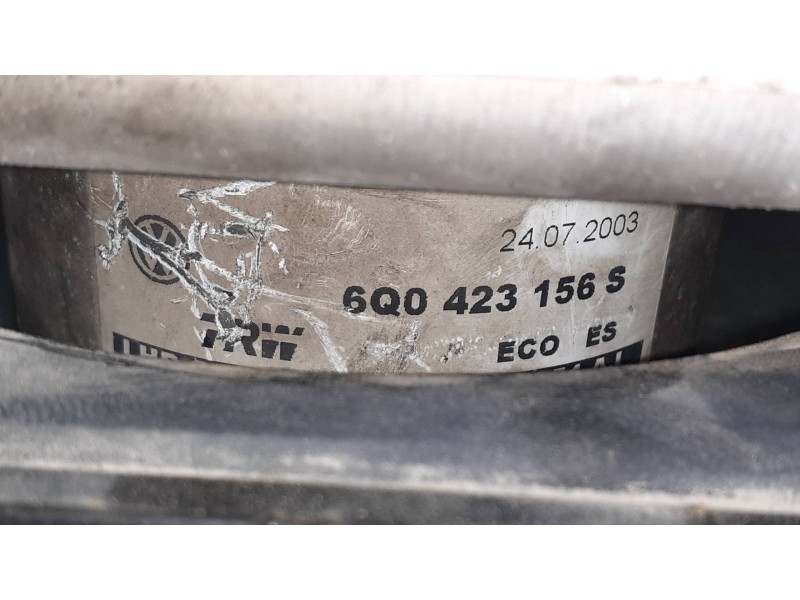 24.07.2003
6Q0 423 156 S
TRW
ECO ES